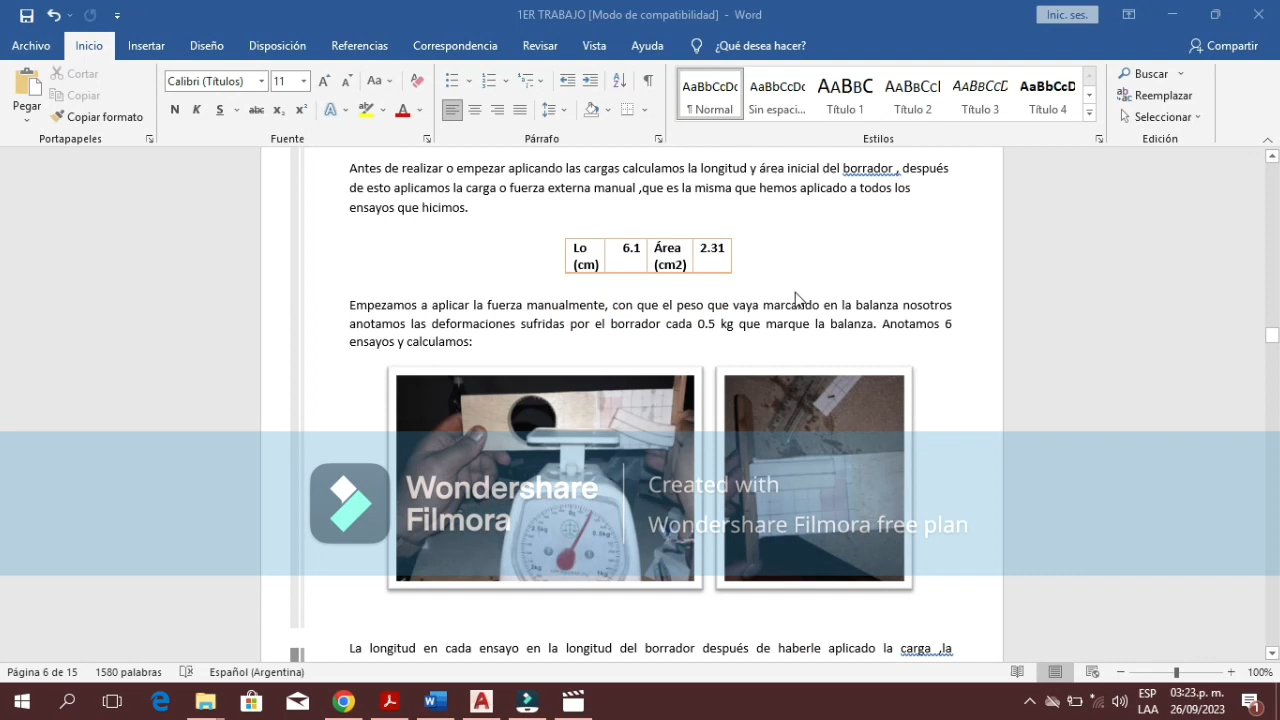 1ER TRABAJO [Modo de compatibilidad] - Word
Inic. ses.
Archivo Inicio Insertar Diseño Disposición Referencias Correspondencia Revisar Vista Ayuda ¿Qué desea hacer? Compartir
Pegar
Cortar
Copiar
Copiar formato
Portapapeles
Calibri (Títulos) 11
N K S abc
Fuente
Párrafo
AaBbCcDc AaBbCcDc AaBbC AaBbCcI AaBbCcD AaBbCcD
¶ Normal Sin espaci... Título 1 Título 2 Título 3 Título 4
Estilos
Buscar
Reemplazar
Seleccionar
Edición
Antes de realizar o empezar aplicando las cargas calculamos la longitud y área inicial del borrador , después
de esto aplicamos la carga o fuerza externa manual ,que es la misma que hemos aplicado a todos los
ensayos que hicimos.
Lo 6.1 Área 2.31
(cm) (cm2)
Empezamos a aplicar la fuerza manualmente, con que el peso que vaya marcando en la balanza nosotros
anotamos las deformaciones sufridas por el borrador cada 0.5 kg que marque la balanza. Anotamos 6
ensayos y calculamos:
Wondershare
Filmora
Created with
Wondershare Filmora free plan
La longitud en cada ensayo en la longitud del borrador después de haberle aplicado la carga ,la
Página 6 de 15 1580 palabras Español (Argentina) 100%
ESP 03:23 p. m.
LAA 26/09/2023